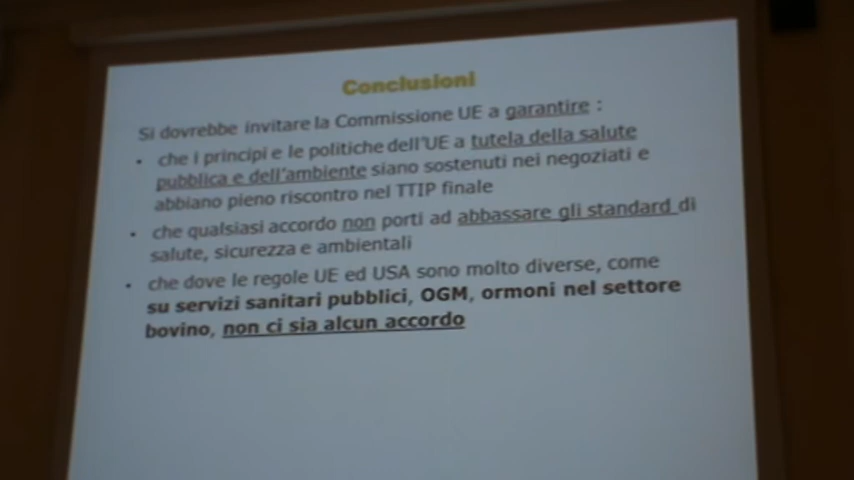 Conclusioni
Si dovrebbe invitare la Commissione UE a garantire :
• che i principi e le politiche dell'UE a tutela della salute
pubblica e dell'ambiente siano sostenuti nei negoziati e
abbiano pieno riscontro nel TTIP finale
• che qualsiasi accordo non porti ad abbassare gli standard di
salute, sicurezza e ambientali
• che dove le regole UE ed USA sono molto diverse, come
su servizi sanitari pubblici, OGM, ormoni nel settore
bovino, non ci sia alcun accordo